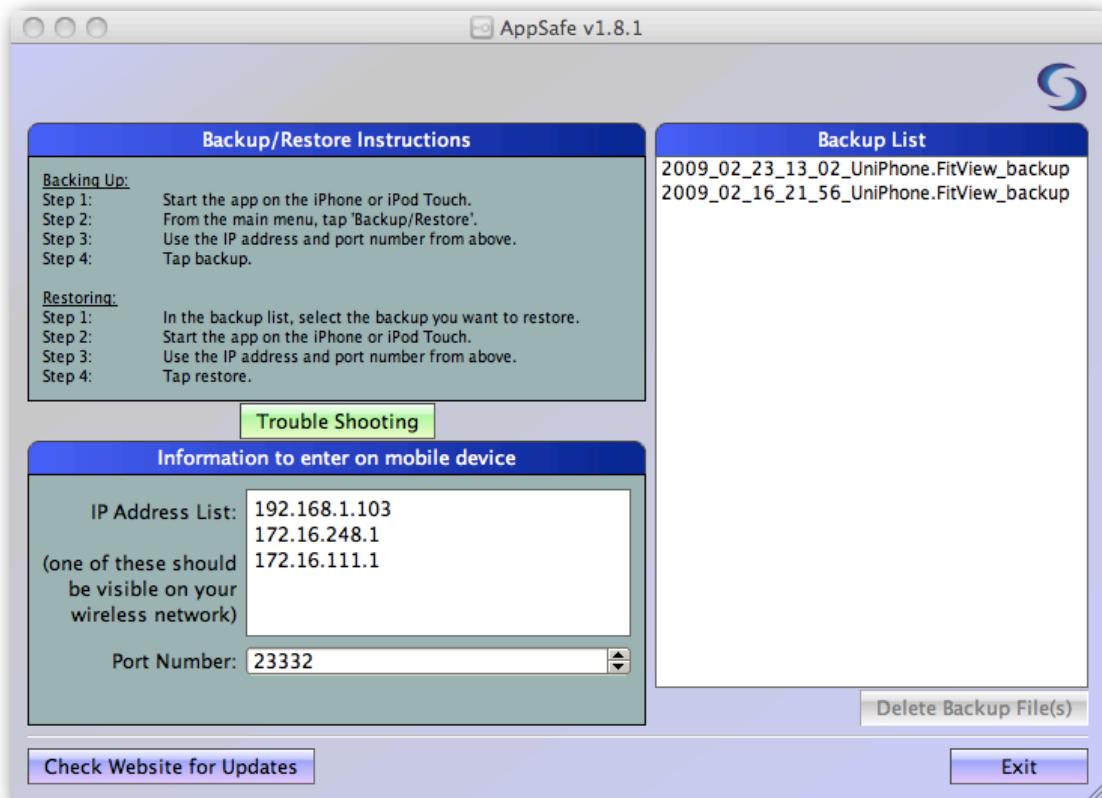 AppSafe v1.8.1
Backup/Restore Instructions
Backing Up:
Step 1: Start the app on the iPhone or iPod Touch.
Step 2: From the main menu, tap 'Backup/Restore'.
Step 3: Use the IP address and port number from above.
Step 4: Tap backup.
Restoring:
Step 1: In the backup list, select the backup you want to restore.
Step 2: Start the app on the iPhone or iPod Touch.
Step 3: Use the IP address and port number from above.
Step 4: Tap restore.
Trouble Shooting
Information to enter on mobile device
IP Address List:
(one of these should
be visible on your
wireless network)
192.168.1.103
172.16.248.1
172.16.111.1
Port Number: 23332
Backup List
2009_02_23_13_02_UniPhone.FitView_backup
2009_02_16_21_56_UniPhone.FitView_backup
Delete Backup File(s)
Check Website for Updates
Exit